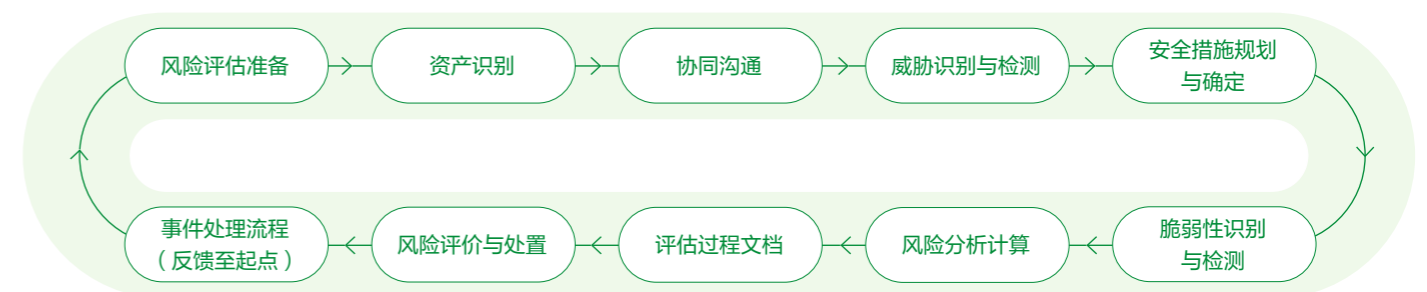 风险评估准备
资产识别
协同沟通
威胁识别与检测
安全措施规划
与确定
脆弱性识别
与检测
风险分析计算
评估过程文档
风险评价与处置
事件处理流程
（反馈至起点）